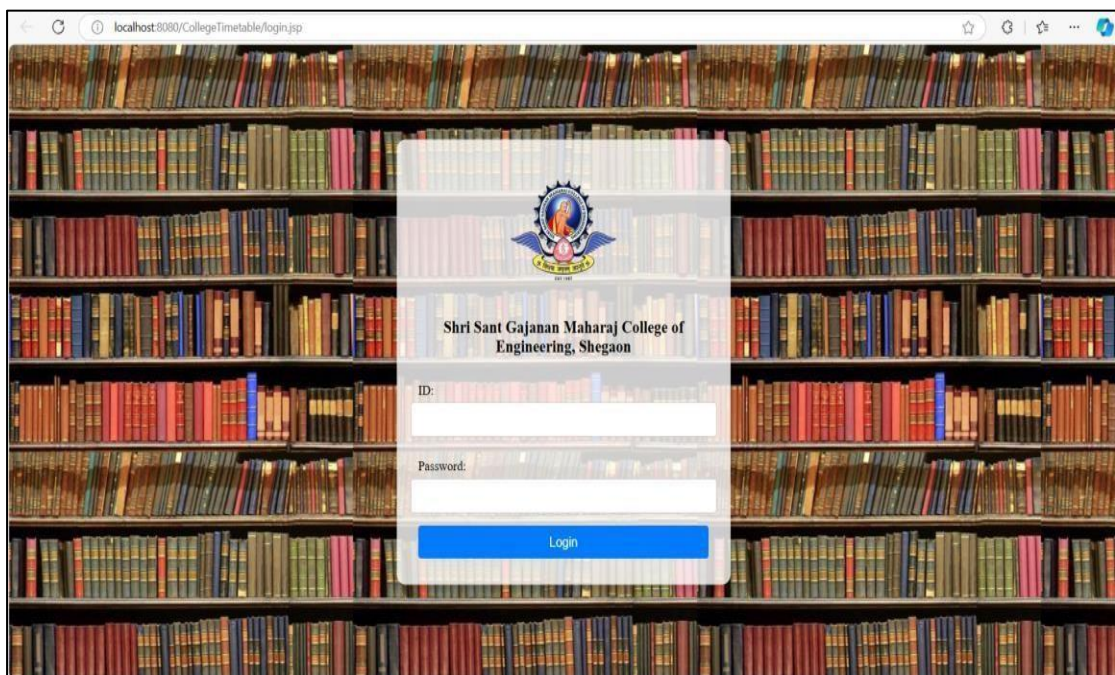 localhost:8080/CollegeTimetable/login.jsp
Shri Sant Gajanan Maharaj College of
Engineering, Shegaon
ID:
Password:
Login